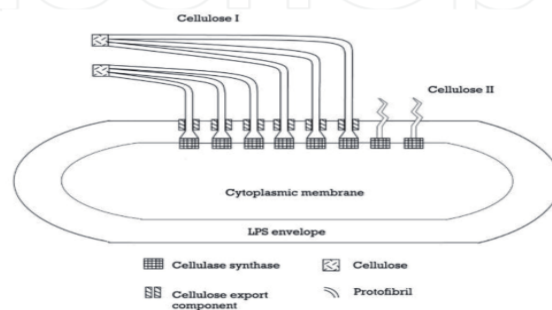 Cellulose I
Cellulose II
Cytoplasmic membrane
LPS envelope
Cellulase synthase
Cellulose
Cellulose export
component
Protofibril